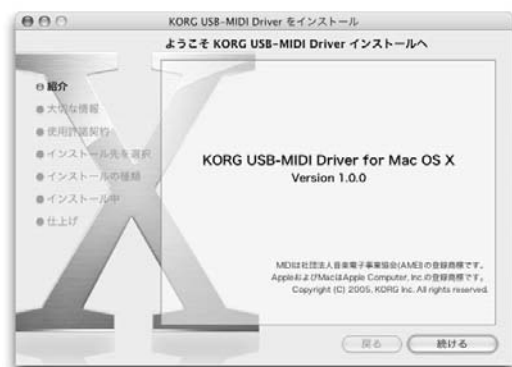 KORG USB-MIDI Driver をインストール
ようこそ KORG USB-MIDI Driver インストールへ
紹介
大切な情報
使用許諾契約
インストール先を選択
インストールの種類
インストール中
仕上げ
KORG USB-MIDI Driver for Mac OS X
Version 1.0.0
MIDIは社団法人音楽電子事業協会(AMEI)の登録商標です。
AppleおよびMacはApple Computer, Inc.の登録商標です。
Copyright (C) 2005, KORG Inc. All rights reserved.
戻る
続ける